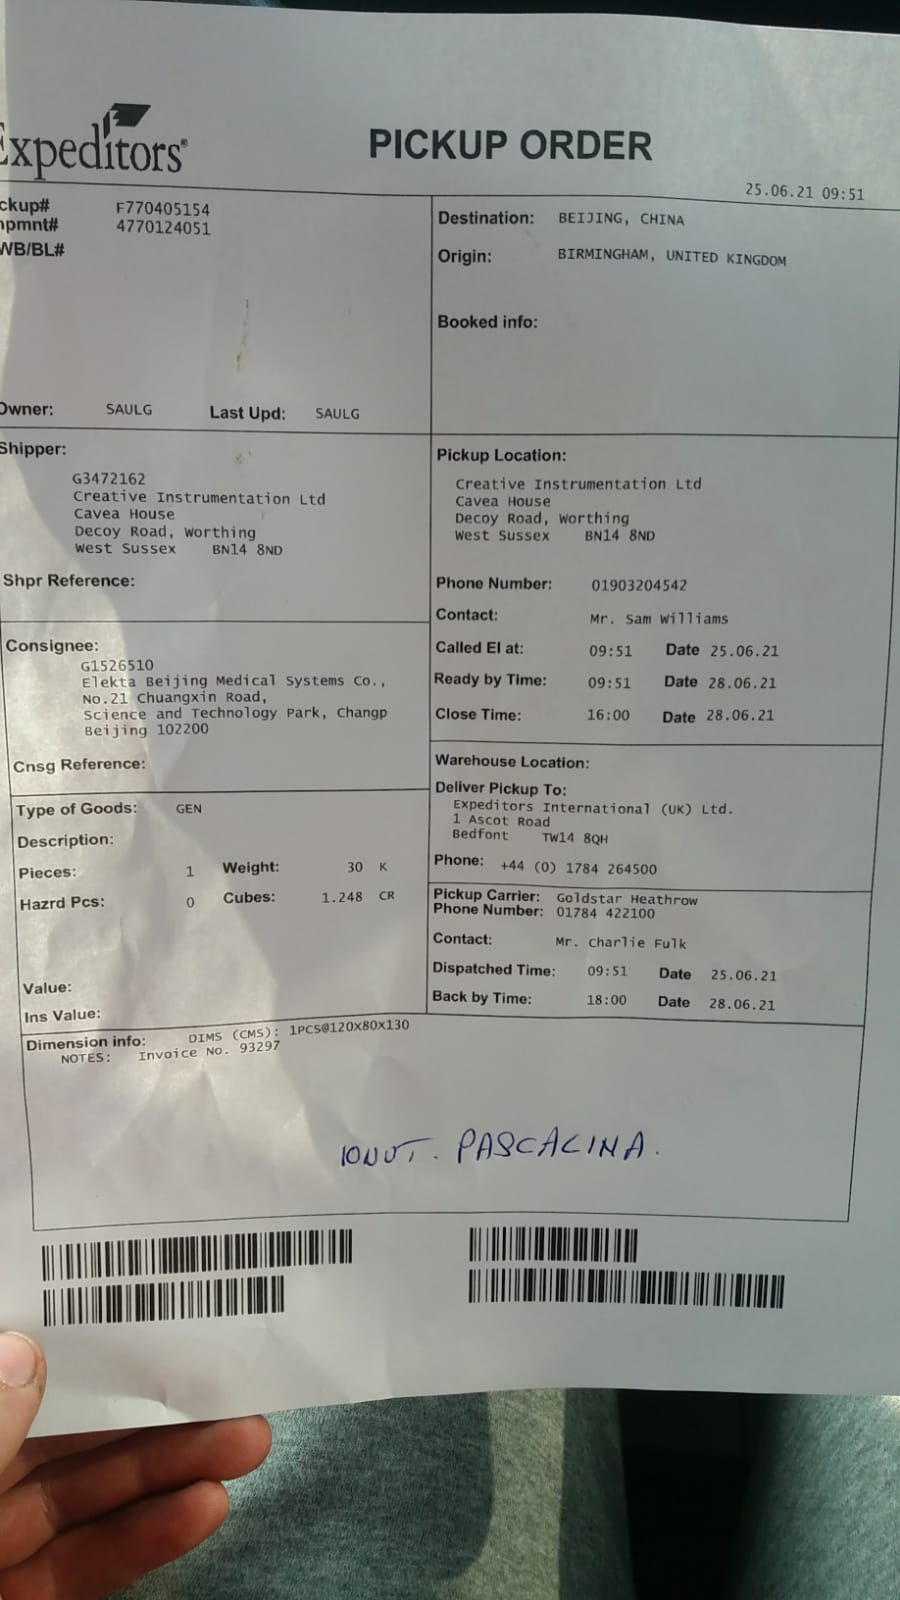 Expeditors®
PICKUP ORDER
25.06.21 09:51
ckup# F770405154
pmnt# 4770124051
WB/BL#
Owner: SAULG Last Upd: SAULG
Destination: BEIJING, CHINA
Origin: BIRMINGHAM, UNITED KINGDOM
Booked info:
Shipper:
G3472162
Creative Instrumentation Ltd
Cavea House
Decoy Road, Worthing
West Sussex BN14 8ND
Shpr Reference:
Consignee:
G1526510
Elekta Beijing Medical Systems Co.,
No.21 Chuangxin Road,
Science and Technology Park, Changp
Beijing 102200
Cnsg Reference:
Type of Goods: GEN
Description:
Pieces: 1 Weight: 30 K
Hazrd Pcs: 0 Cubes: 1.248 CR
Value:
Ins Value:
Pickup Location:
Creative Instrumentation Ltd
Cavea House
Decoy Road, Worthing
West Sussex BN14 8ND
Phone Number: 01903204542
Contact: Mr. Sam Williams
Called EI at: 09:51 Date 25.06.21
Ready by Time: 09:51 Date 28.06.21
Close Time: 16:00 Date 28.06.21
Warehouse Location:
Deliver Pickup To:
Expeditors International (UK) Ltd.
1 Ascot Road
Bedfont TW14 8QH
Phone: +44 (0) 1784 264500
Pickup Carrier: Goldstar Heathrow
Phone Number: 01784 422100
Contact: Mr. Charlie Fulk
Dispatched Time: 09:51 Date 25.06.21
Back by Time: 18:00 Date 28.06.21
Dimension info: DIMS (CMS): 1PCS@120X80X130
NOTES: Invoice No. 93297
IONUT. PASCALINA.